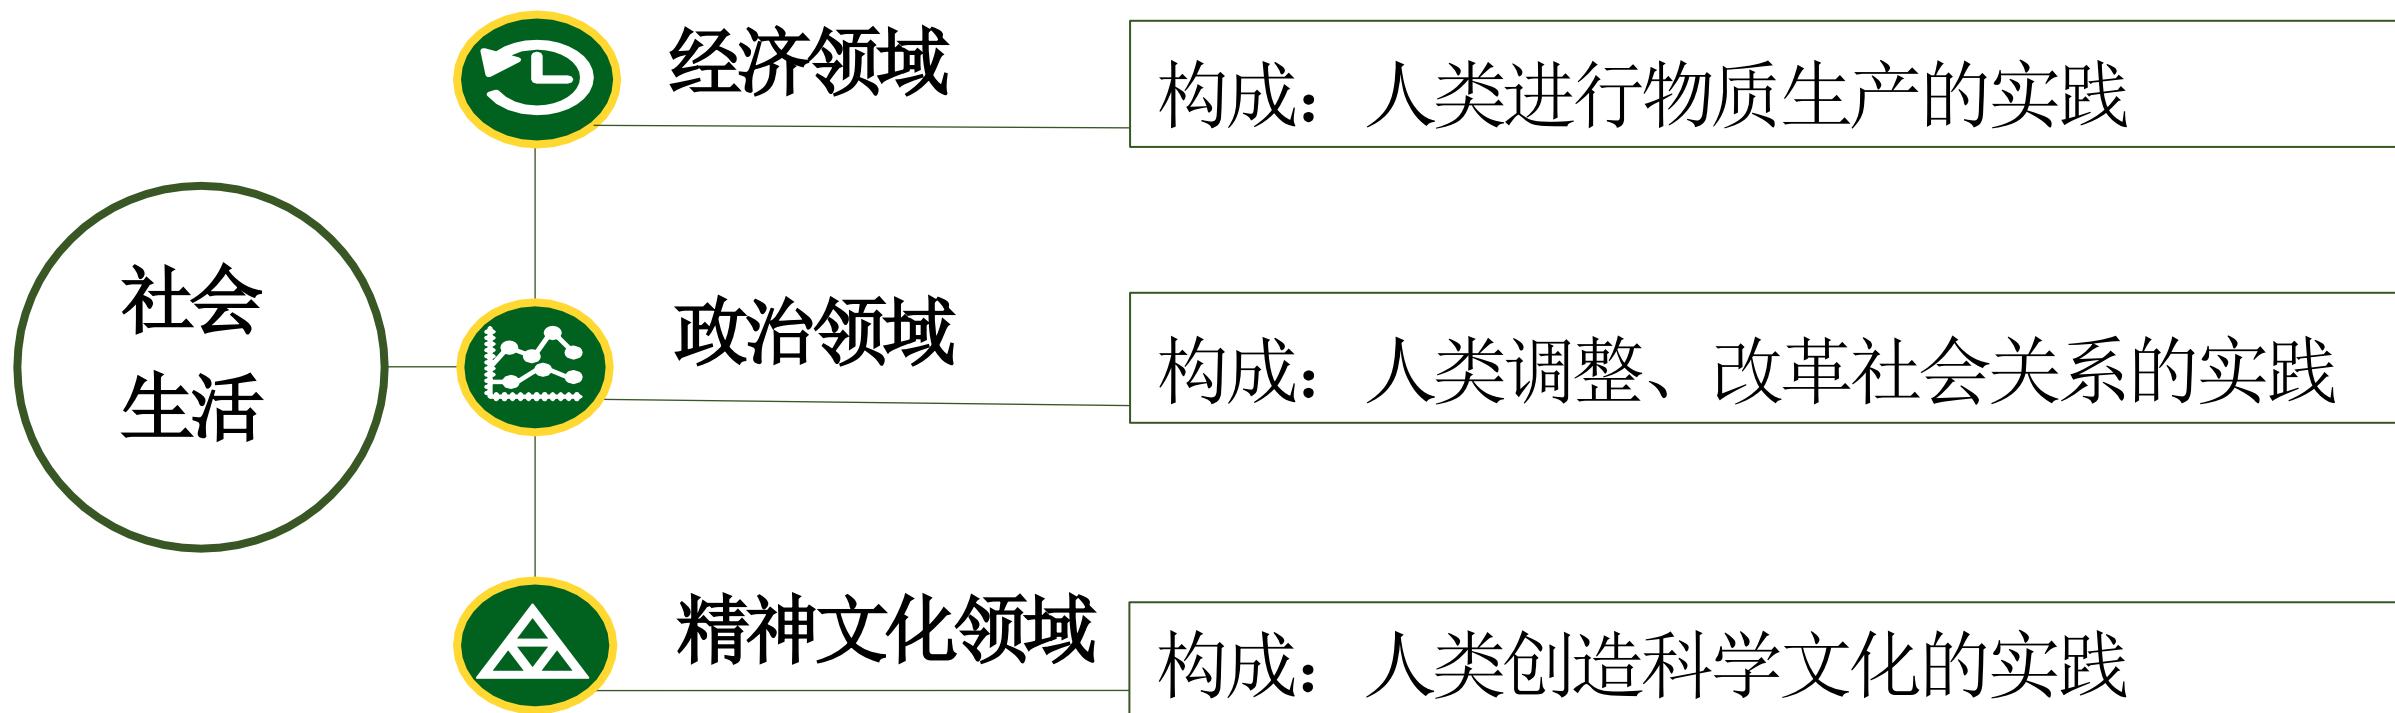 社会
生活
经济领域
构成：人类进行物质生产的实践
政治领域
构成：人类调整、改革社会关系的实践
精神文化领域
构成：人类创造科学文化的实践